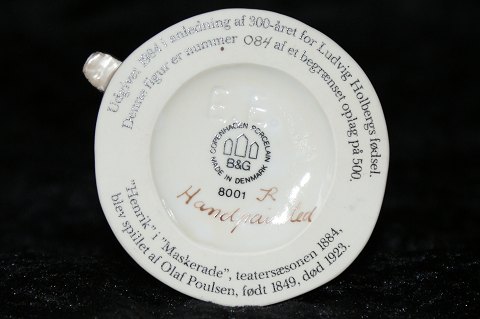 Udgivet 1984 i anledning af 300-året for Ludvig Holbergs fødsel.
Denne figur er nummer 084 af et begrænset oplag på 500.
COPENHAGEN PORCELAIN
B&G
MADE IN DENMARK
8001 R
Handpainted
"Henrik" i "Maskerade", teatersæsonen 1884,
blev spillet af Olaf Poulsen, født 1849, død 1923.